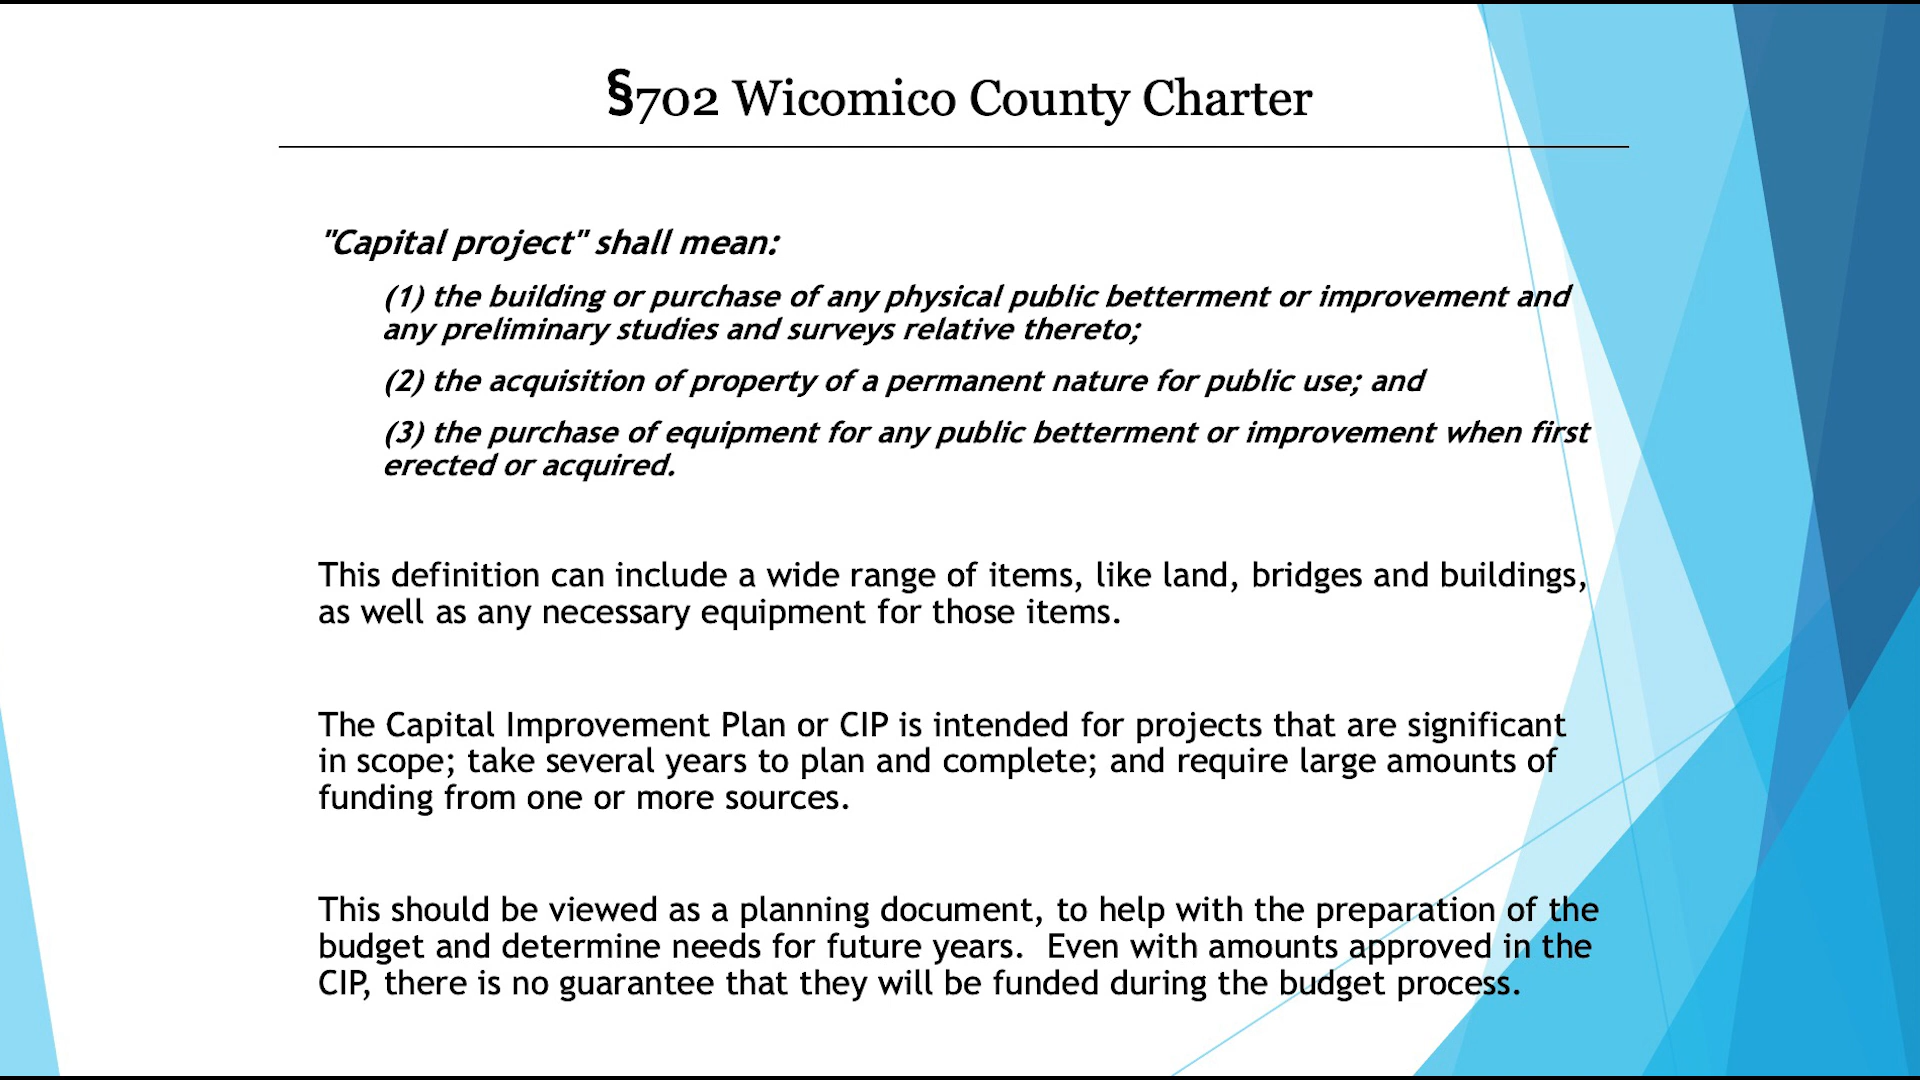 §702 Wicomico County Charter
"Capital project" shall mean:
(1) the building or purchase of any physical public betterment or improvement and
any preliminary studies and surveys relative thereto;
(2) the acquisition of property of a permanent nature for public use; and
(3) the purchase of equipment for any public betterment or improvement when first
erected or acquired.
This definition can include a wide range of items, like land, bridges and buildings,
as well as any necessary equipment for those items.
The Capital Improvement Plan or CIP is intended for projects that are significant
in scope; take several years to plan and complete; and require large amounts of
funding from one or more sources.
This should be viewed as a planning document, to help with the preparation of the
budget and determine needs for future years.  Even with amounts approved in the
CIP, there is no guarantee that they will be funded during the budget process.